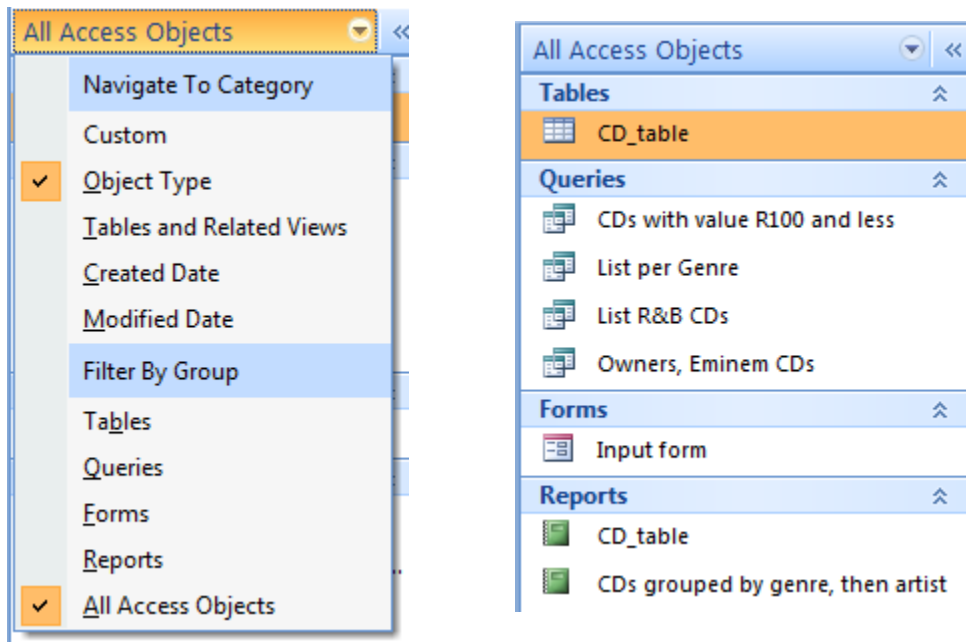 All Access Objects
Navigate To Category
Custom
Object Type
Tables and Related Views
Created Date
Modified Date
Filter By Group
Tables
Queries
Forms
Reports
All Access Objects
All Access Objects
Tables
CD_table
Queries
CDs with value R100 and less
List per Genre
List R&B CDs
Owners, Eminem CDs
Forms
Input form
Reports
CD_table
CDs grouped by genre, then artist